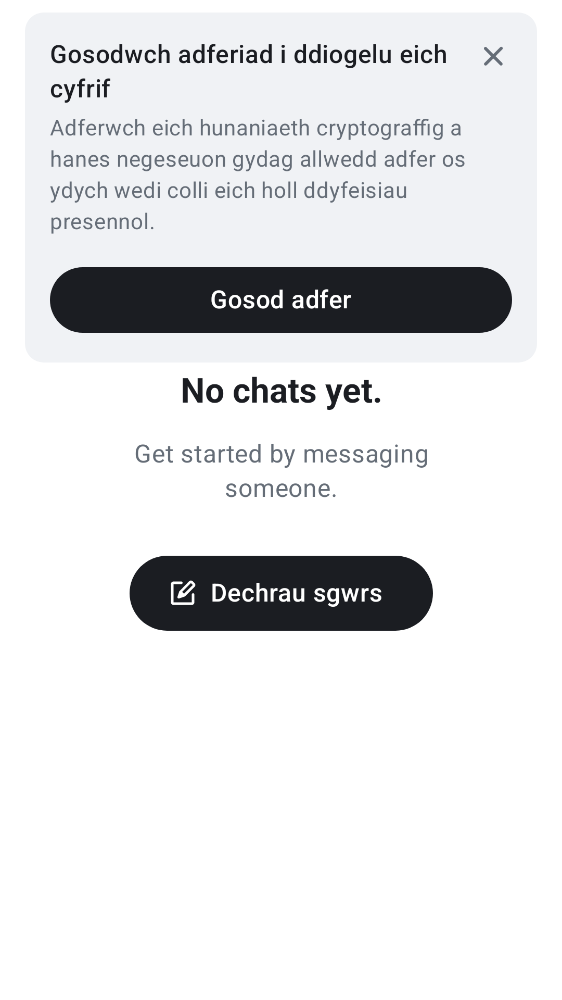 Gosodwch adferiad i ddiogelu eich
cyfrif
Adferwch eich hunaniaeth cryptograffig a
hanes negeseuon gydag allwedd adfer os
ydych wedi colli eich holl ddyfeisiau
presennol.
Gosod adfer
No chats yet.
Get started by messaging
someone.
Dechrau sgwrs